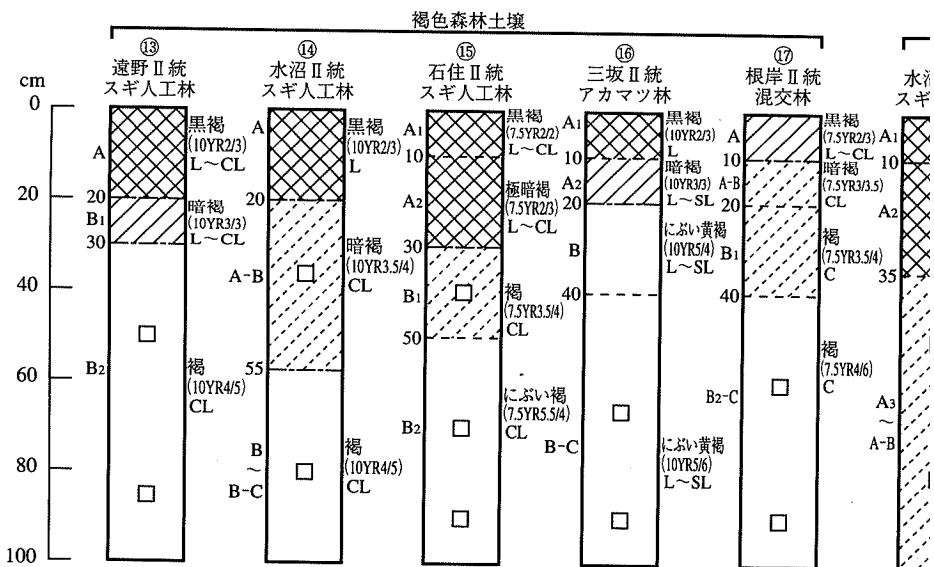 褐色森林土壌
cm
0
20
40
60
80
100
⑬
遠野Ⅱ統
スギ人工林
A
20
B1
30
B2
黒褐
(10YR2/3)
L～CL
暗褐
(10YR3/3)
L～CL
褐
(10YR4/5)
CL
⑭
水沼Ⅱ統
スギ人工林
A
20
A-B
55
B
～
B-C
黒褐
(10YR2/3)
L
暗褐
(10YR3.5/4)
CL
褐
(10YR4/5)
CL
⑮
石住Ⅱ統
スギ人工林
A1
10
A2
30
B1
50
B2
黒褐
(7.5YR2/2)
L～CL
極暗褐
(7.5YR2/3)
L～CL
褐
(7.5YR3.5/4)
CL
にぶい褐
(7.5YR5.5/4)
CL
⑯
三坂Ⅱ統
アカマツ林
A1
10
A2
20
B
40
B-C
黒褐
(10YR2/3)
L
暗褐
(10YR3/3)
L～SL
にぶい黄褐
(10YR5/4)
L～SL
にぶい黄褐
(10YR5/6)
L～SL
⑰
根岸Ⅱ統
混交林
A
10
A-B
20
B1
40
B2-C
黒褐
(7.5YR2/3)
L～CL
暗褐
(7.5YR3/3.5)
CL
褐
(7.5YR3.5/4)
C
褐
(7.5YR4/6)
C
水沼
スギ
A1
10
A2
35
A3
～
A-B